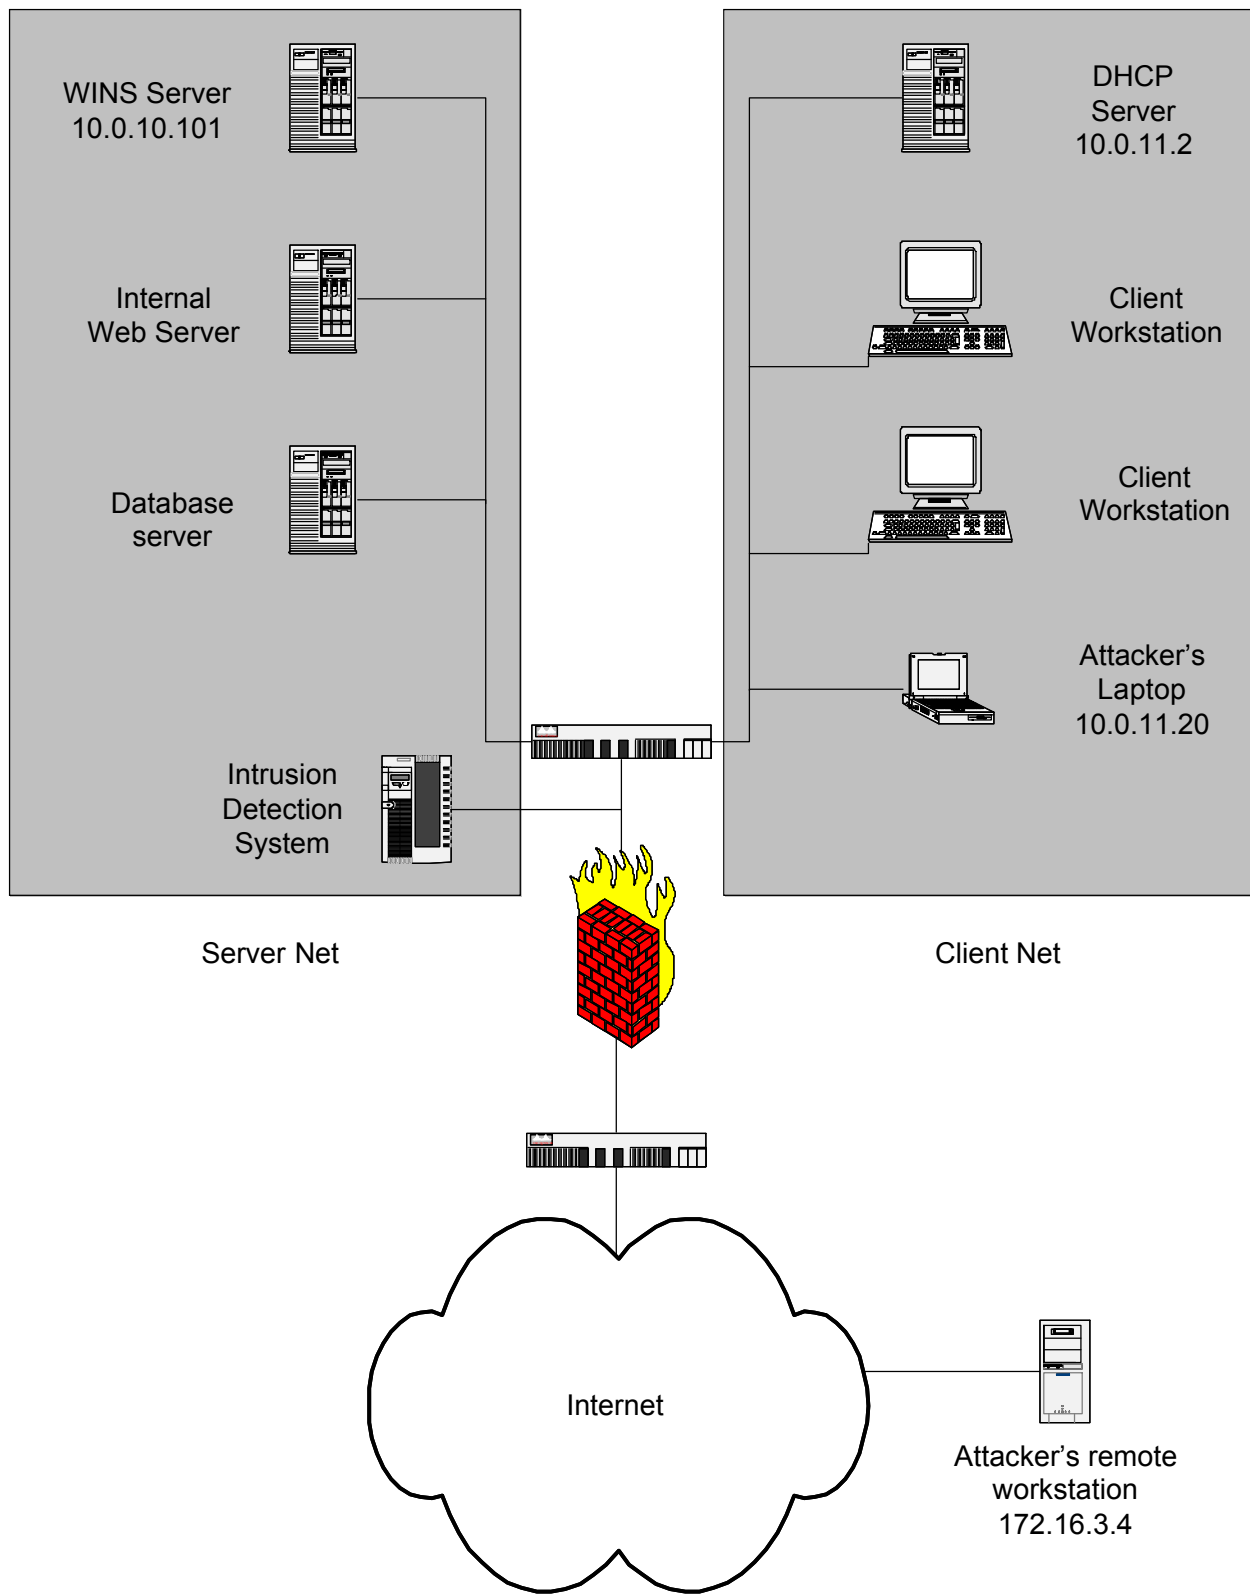 WINS Server
10.0.10.101
Internal
Web Server
Database
server
Intrusion
Detection
System
Server Net
DHCP
Server
10.0.11.2
Client
Workstation
Client
Workstation
Attacker's
Laptop
10.0.11.20
Client Net
Internet
Attacker's remote
workstation
172.16.3.4